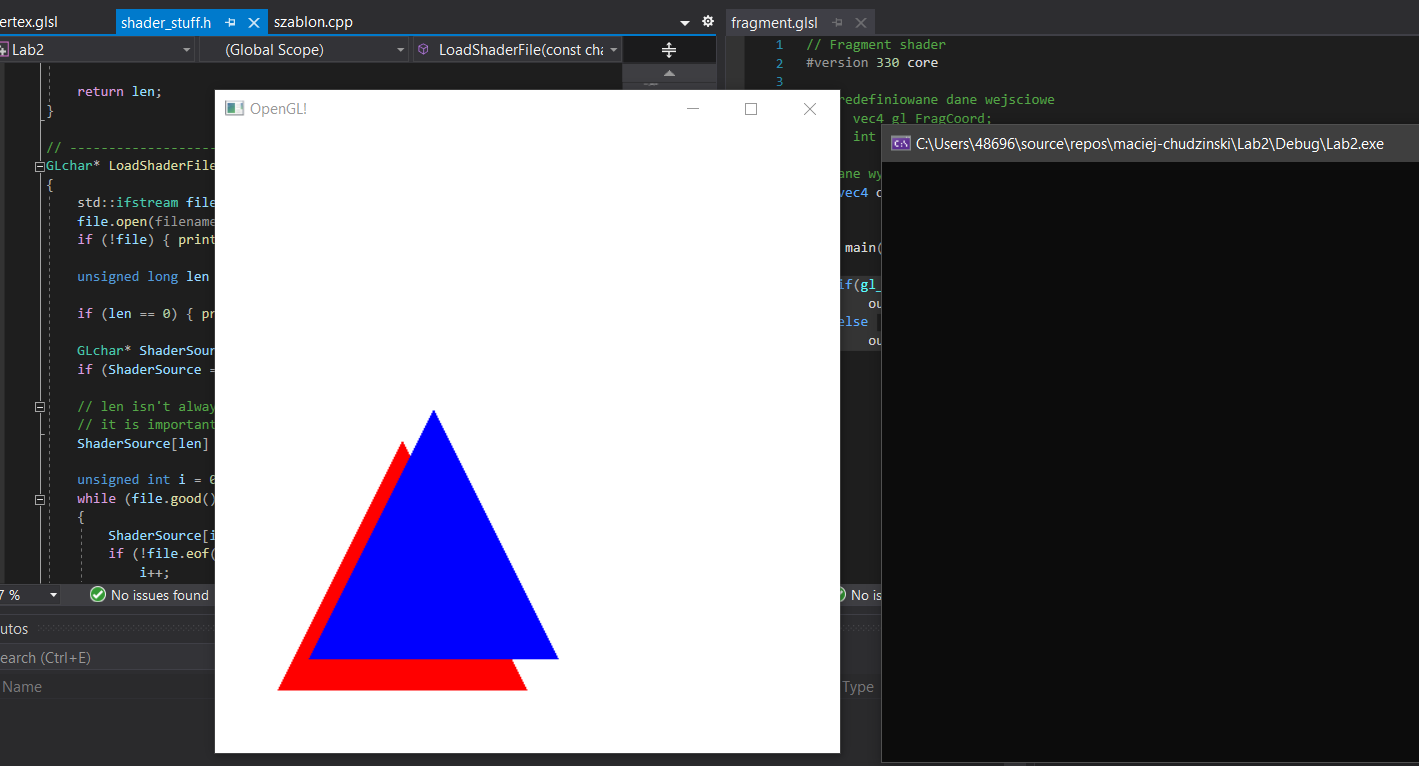 ertex.glsl
shader_stuff.h
szablon.cpp
Lab2
(Global Scope)
LoadShaderFile(const cha
return len;
}
// --------------------
GLchar* LoadShaderFile
{
std::ifstream file
file.open(filename
if (!file) { print
unsigned long len
if (len == 0) { pr
GLchar* ShaderSour
if (ShaderSource =
// len isn't alway
// it is important
ShaderSource[len]
unsigned int i = 0
while (file.good()
{
ShaderSource[i
if (!file.eof(
i++;
7 %
No issues found
utos
earch (Ctrl+E)
Name
OpenGL!
fragment.glsl
1 // Fragment shader
2 #version 330 core
3
redefiniowane dane wejsciowe
vec4 gl_FragCoord;
int
ane wy
vec4 c
main(
if(gl_
ou
else
ou
No is
Type
C:\Users\48696\source\repos\maciej-chudzinski\Lab2\Debug\Lab2.exe